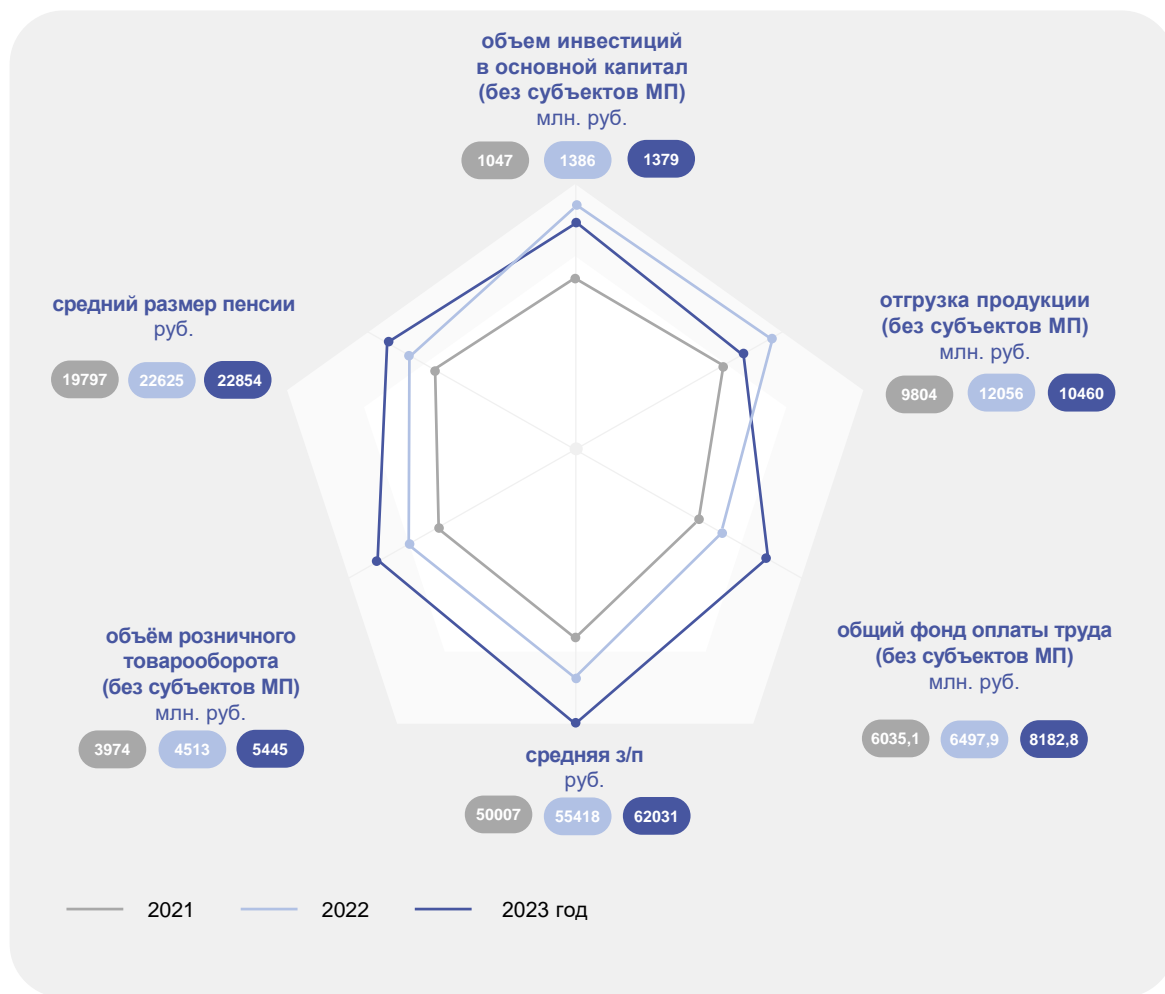 объем инвестиций
в основной капитал
(без субъектов МП)
млн. руб.
1047 1386 1379
средний размер пенсии
руб.
19797 22625 22854
отгрузка продукции
(без субъектов МП)
млн. руб.
9804 12056 10460
объём розничного
товарооборота
(без субъектов МП)
млн. руб.
3974 4513 5445
общий фонд оплаты труда
(без субъектов МП)
млн. руб.
6035,1 6497,9 8182,8
средняя з/п
руб.
50007 55418 62031
2021 2022 2023 год